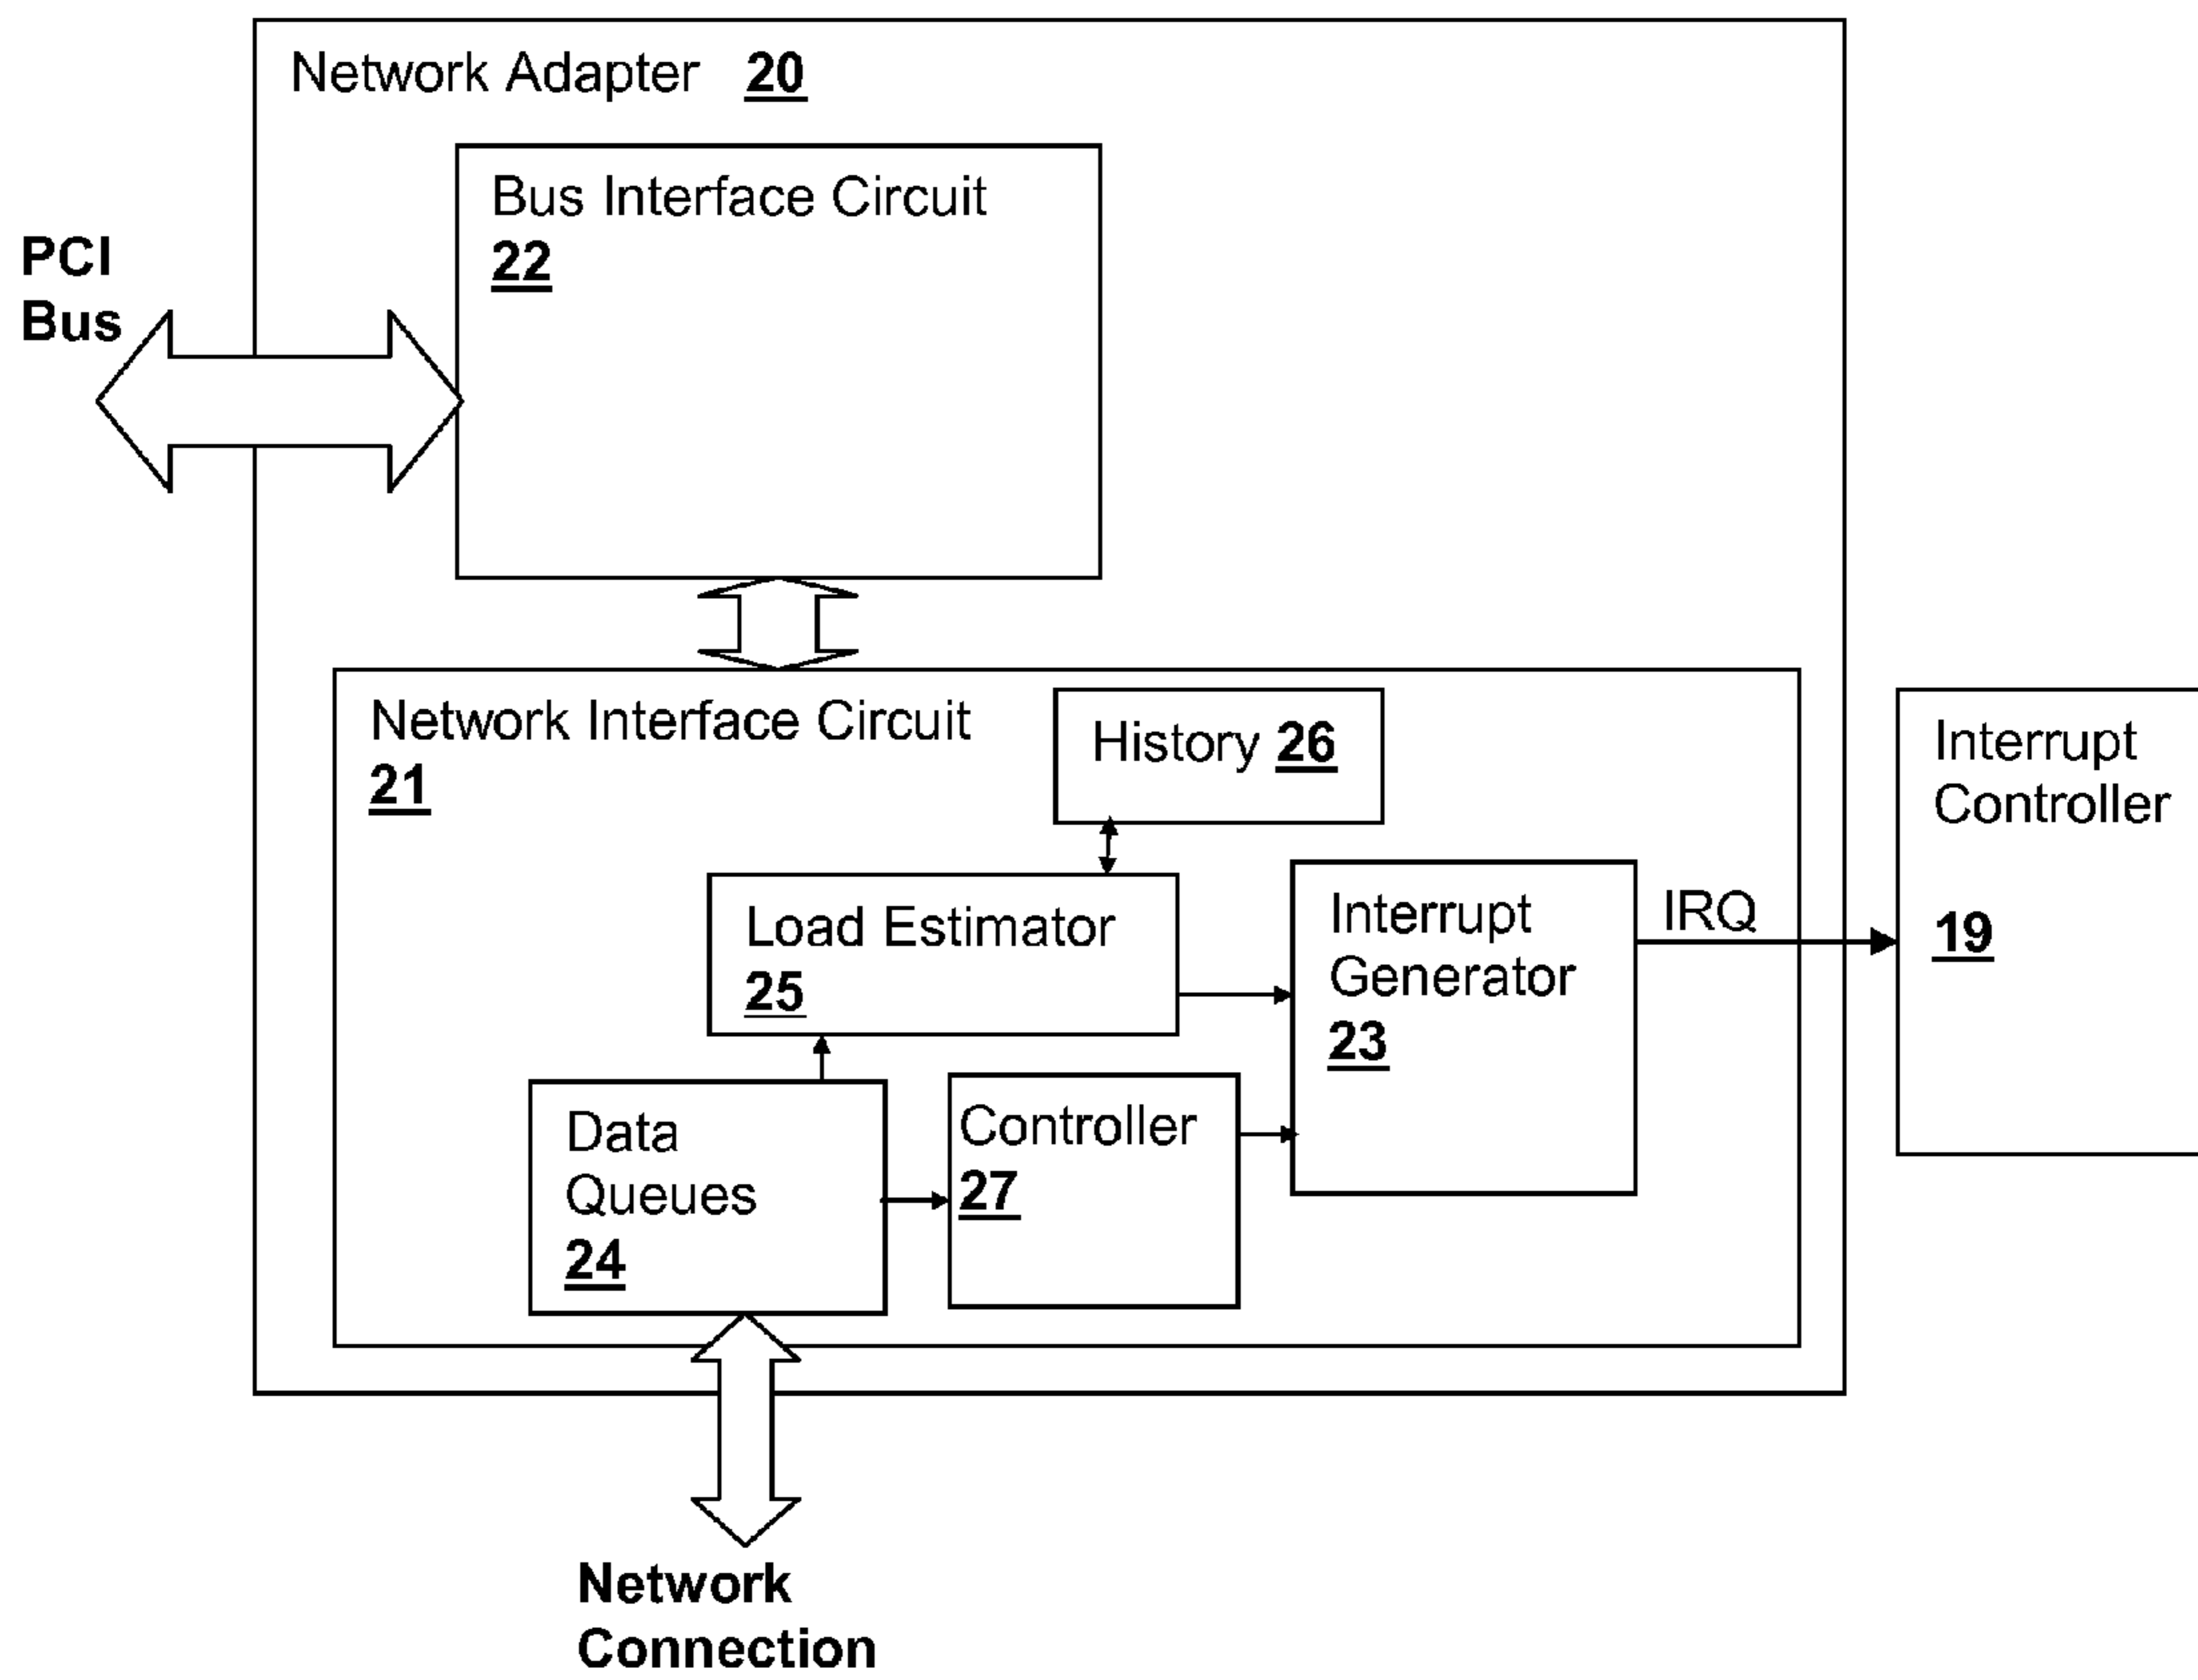 Network Adapter 20
Bus Interface Circuit
22
PCI
Bus
Network Interface Circuit
21
History 26
Interrupt
Controller
19
Load Estimator
25
Interrupt
Generator
23
IRQ
Data
Queues
24
Controller
27
Network
Connection